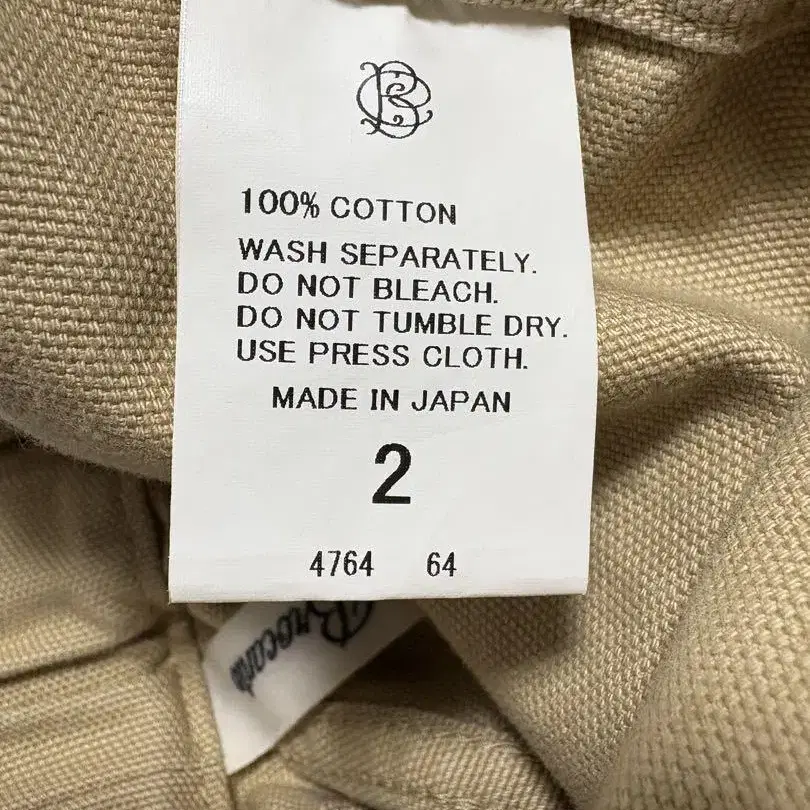 100% COTTON
WASH SEPARATELY.
DO NOT BLEACH.
DO NOT TUMBLE DRY.
USE PRESS CLOTH.
MADE IN JAPAN
2
4764 64